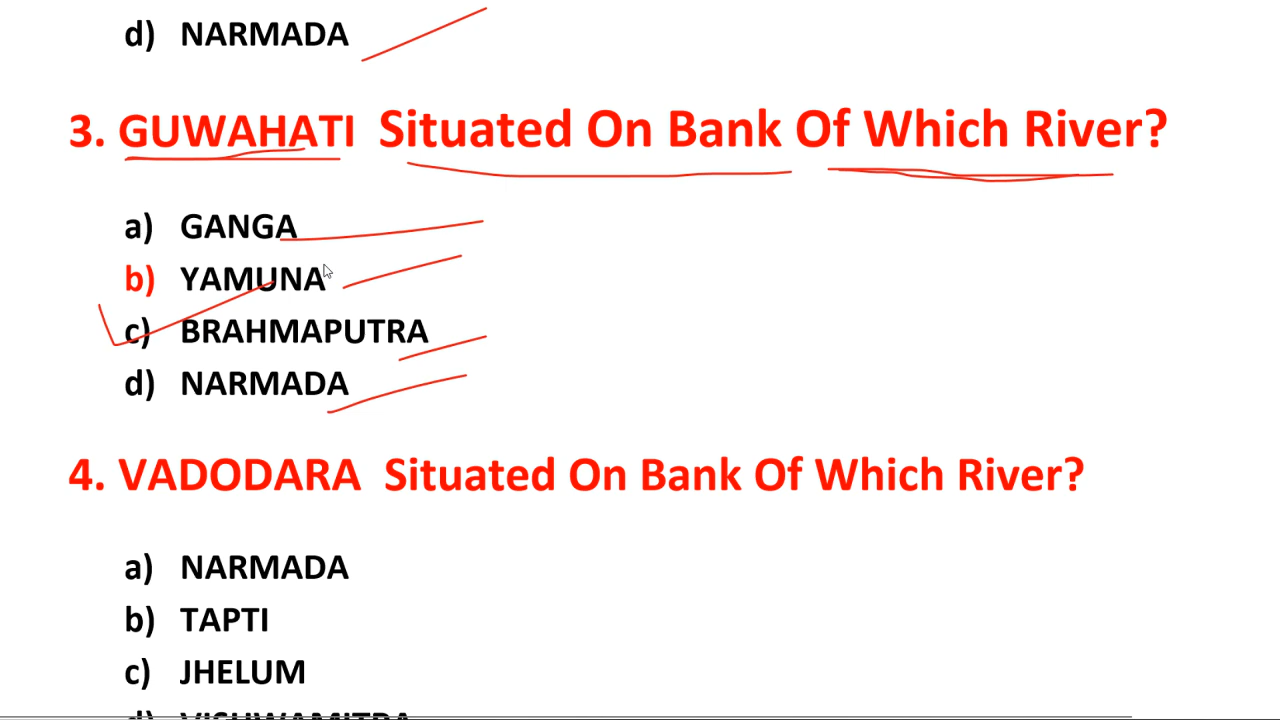 d) NARMADA
3. GUWAHATI Situated On Bank Of Which River?
a) GANGA
b) YAMUNA
c) BRAHMAPUTRA
d) NARMADA
4. VADODARA Situated On Bank Of Which River?
a) NARMADA
b) TAPTI
c) JHELUM
d) VISHWAMITRA